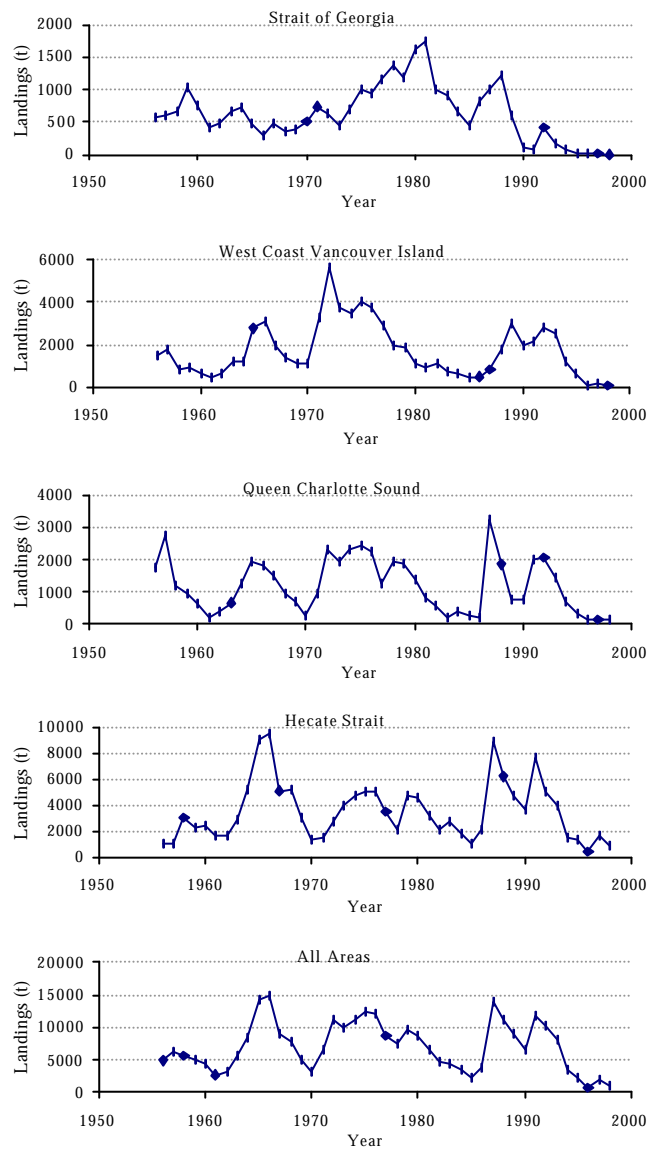 Strait of Georgia
Landings (t)
2000
1500
1000
500
0
1950 1960 1970 1980 1990 2000
Year
West Coast Vancouver Island
Landings (t)
6000
4000
2000
0
1950 1960 1970 1980 1990 2000
Year
Queen Charlotte Sound
Landings (t)
4000
3000
2000
1000
0
1950 1960 1970 1980 1990 2000
Year
Hecate Strait
Landings (t)
10000
8000
6000
4000
2000
0
1950 1960 1970 1980 1990 2000
Year
All Areas
Landings (t)
20000
15000
10000
5000
0
1950 1960 1970 1980 1990 2000
Year